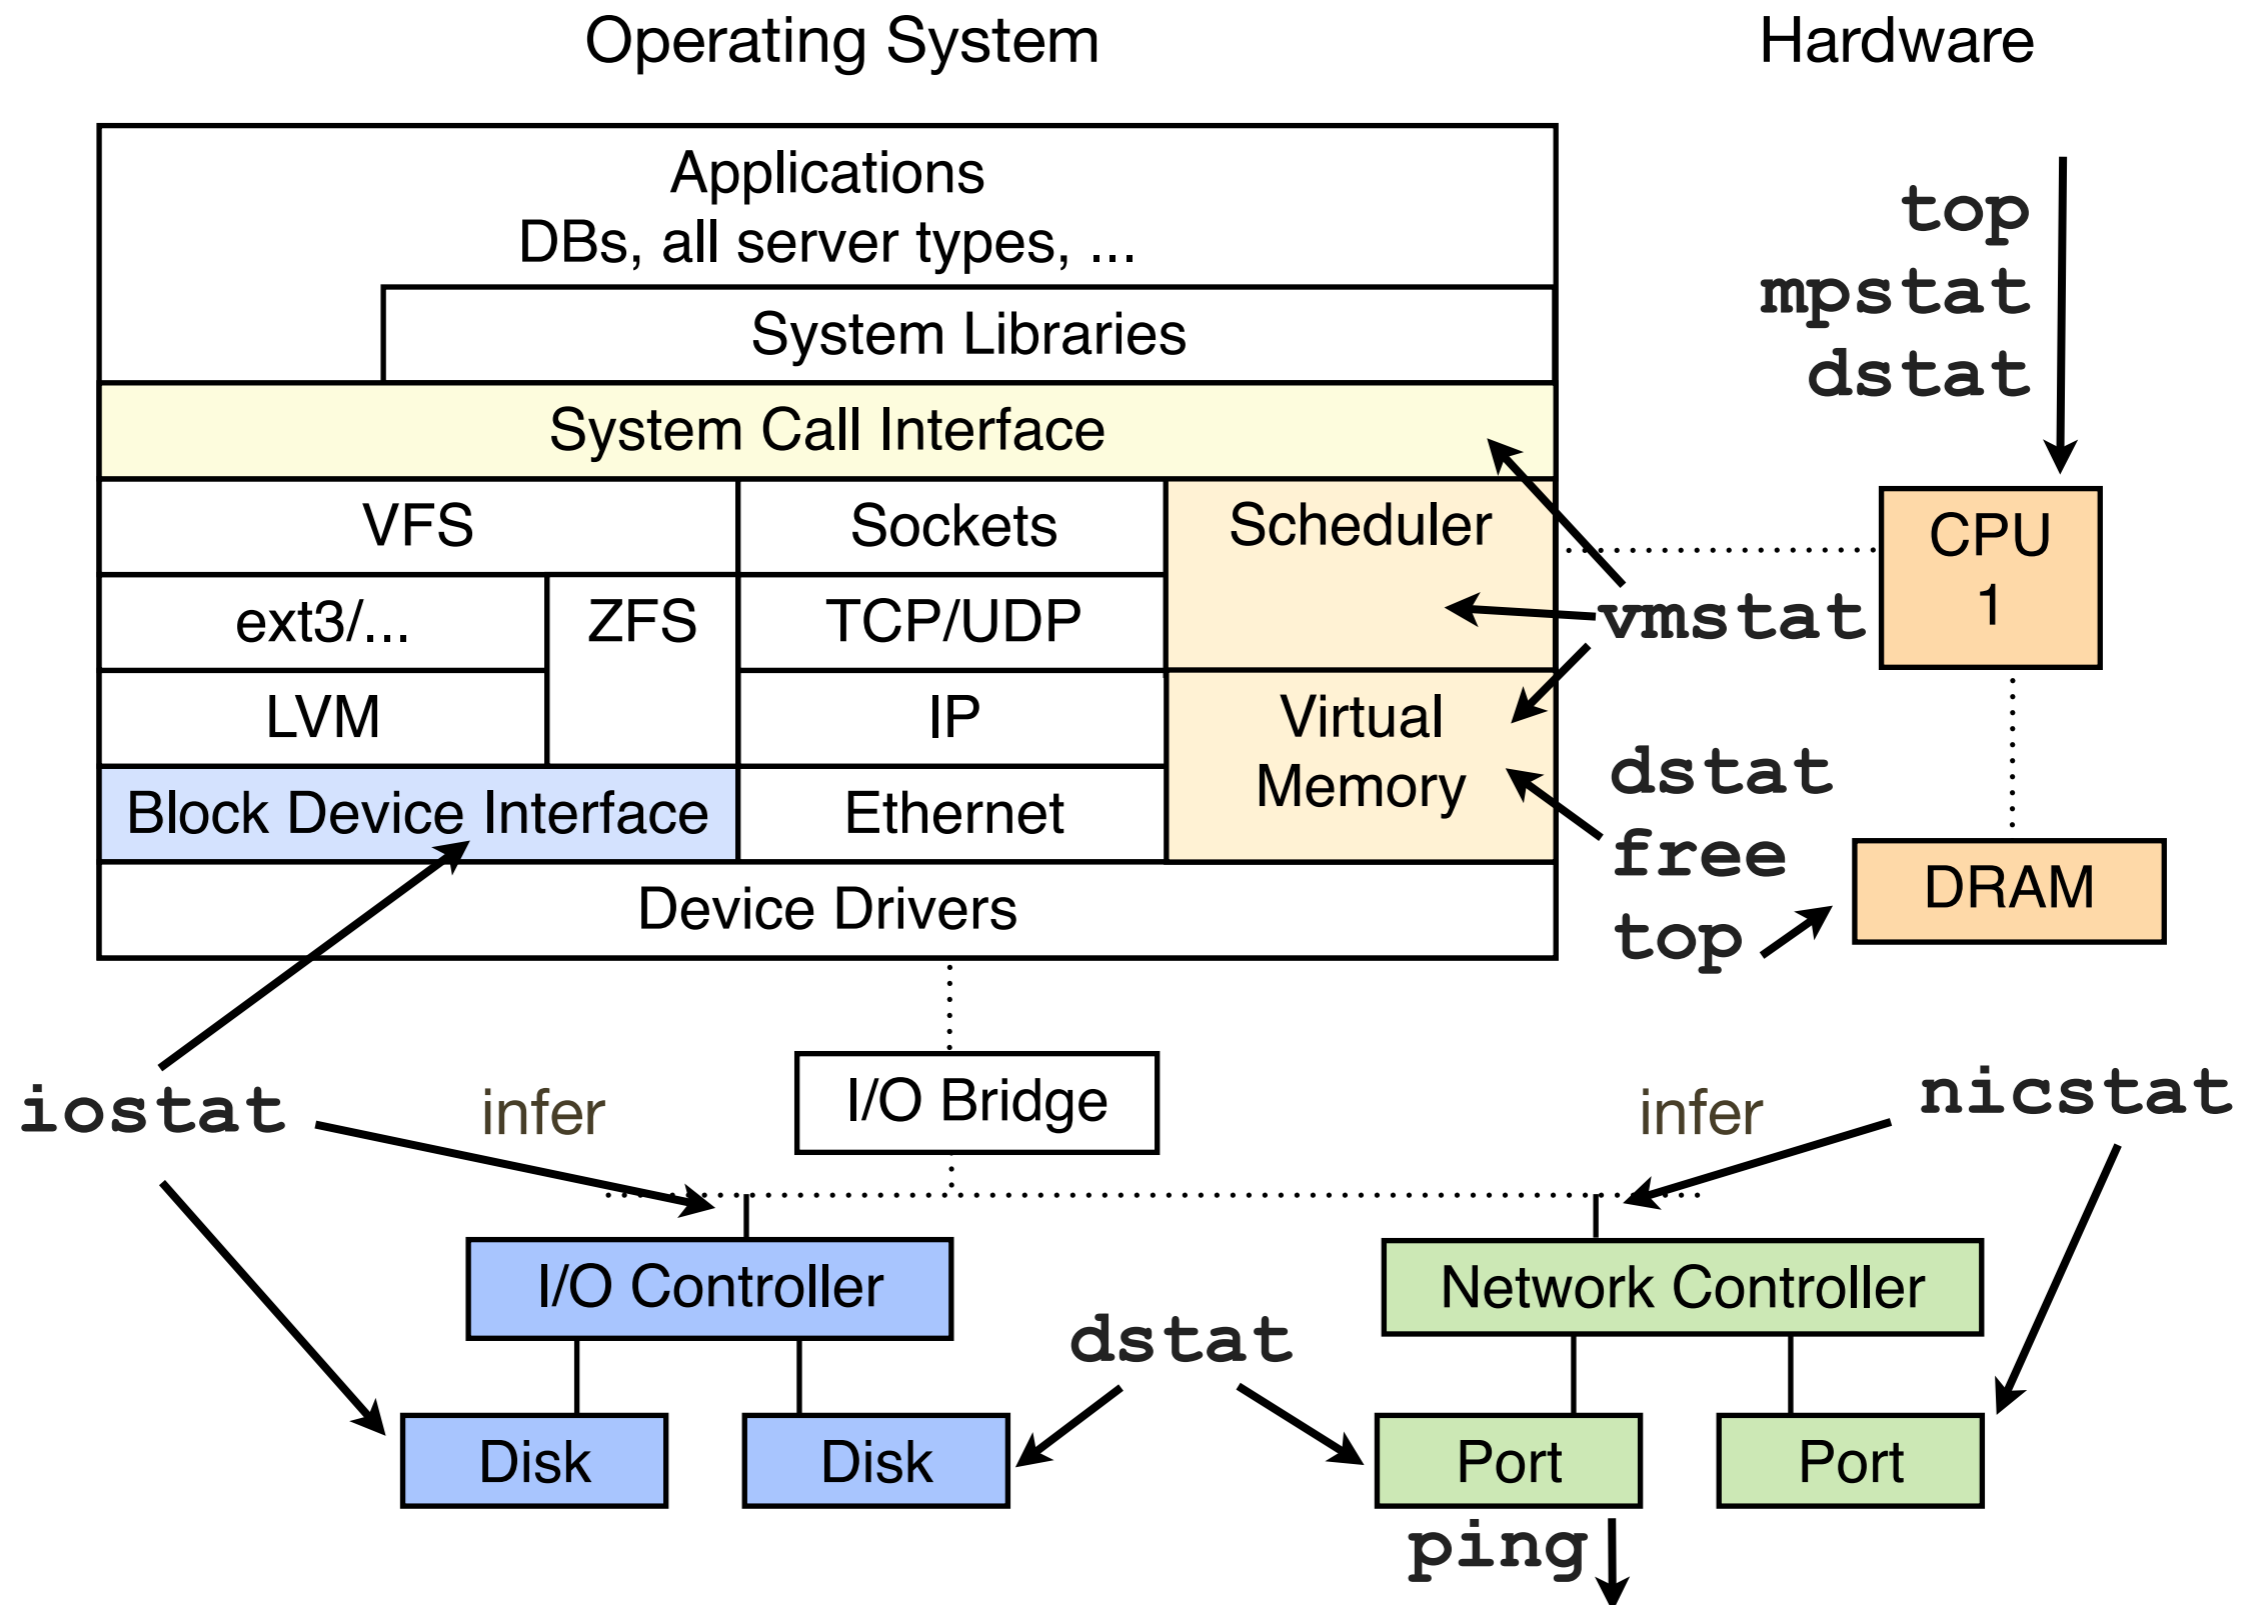 Operating System
Hardware
Applications
DBs, all server types, ...
System Libraries
System Call Interface
VFS
Sockets
Scheduler
ext3/...
ZFS
TCP/UDP
LVM
IP
Virtual
Memory
Block Device Interface
Ethernet
Device Drivers
top
mpstat
dstat
CPU
1
vmstat
dstat
free
top
DRAM
iostat
infer
I/O Bridge
infer
nicstat
I/O Controller
Network Controller
dstat
Disk
Disk
Port
Port
ping